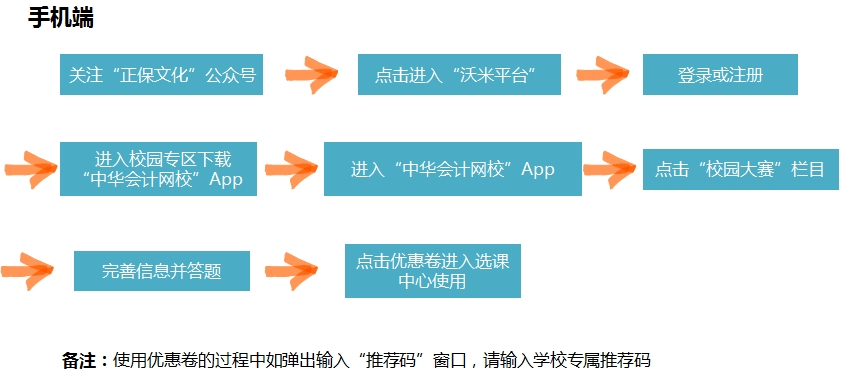 手机端
关注“正保文化”公众号
点击进入“沃米平台”
登录或注册
进入校园专区下载
“中华会计网校”App
进入“中华会计网校”App
点击“校园大赛”栏目
完善信息并答题
点击优惠卷进入选课
中心使用
备注：使用优惠卷的过程中如弹出输入“推荐码”窗口，请输入学校专属推荐码